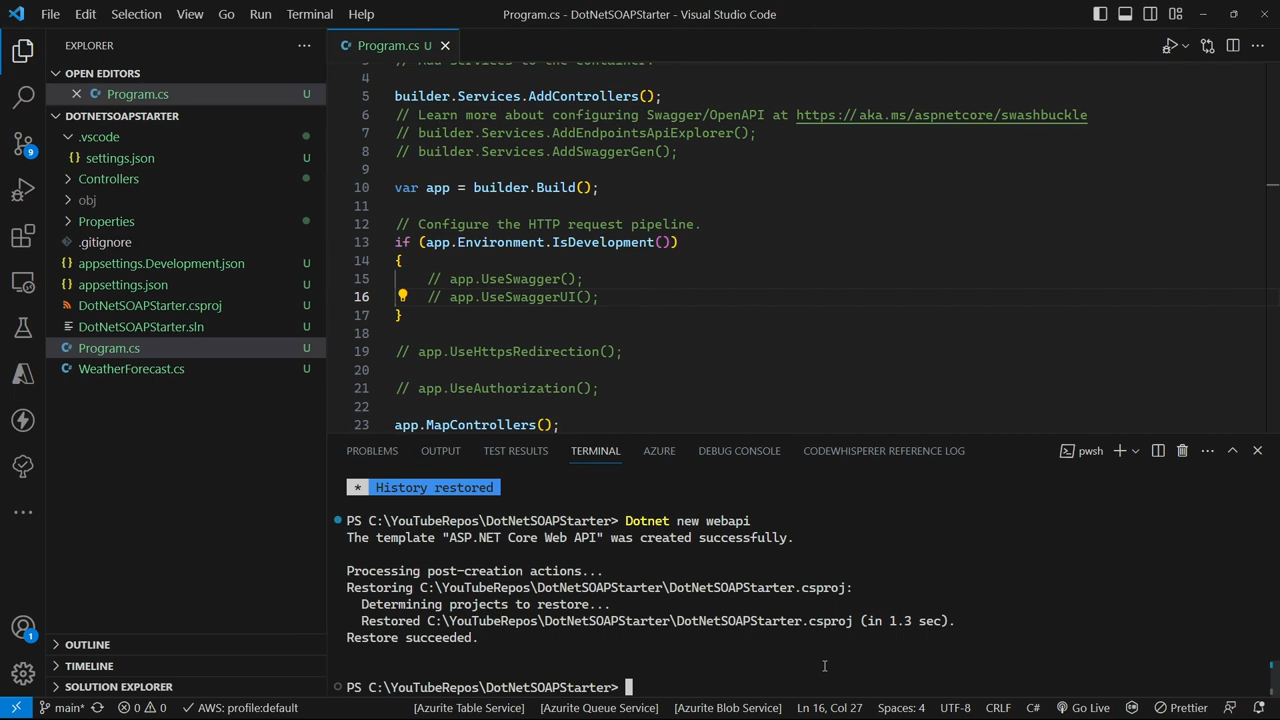 File Edit Selection View Go Run Terminal Help
Program.cs - DotNetSOAPStarter - Visual Studio Code
EXPLORER
OPEN EDITORS
Program.cs U
DOTNETSOAPSTARTER
.vscode
settings.json U
Controllers
obj
Properties
.gitignore
appsettings.Development.json U
appsettings.json U
DotNetSOAPStarter.csproj U
DotNetSOAPStarter.sln U
Program.cs U
WeatherForecast.cs U
OUTLINE
TIMELINE
SOLUTION EXPLORER
9
1
Program.cs U
3 // Add services to the container.
4
5 builder.Services.AddControllers();
6 // Learn more about configuring Swagger/OpenAPI at https://aka.ms/aspnetcore/swashbuckle
7 // builder.Services.AddEndpointsApiExplorer();
8 // builder.Services.AddSwaggerGen();
9
10 var app = builder.Build();
11
12 // Configure the HTTP request pipeline.
13 if (app.Environment.IsDevelopment())
14 {
15 // app.UseSwagger();
16 // app.UseSwaggerUI();
17 }
18
19 // app.UseHttpsRedirection();
20
21 // app.UseAuthorization();
22
23 app.MapControllers();
PROBLEMS OUTPUT TEST RESULTS TERMINAL AZURE DEBUG CONSOLE CODEWHISPERER REFERENCE LOG
pwsh
* History restored
PS C:\YouTubeRepos\DotNetSOAPStarter> Dotnet new webapi
The template "ASP.NET Core Web API" was created successfully.
Processing post-creation actions...
Restoring C:\YouTubeRepos\DotNetSOAPStarter\DotNetSOAPStarter.csproj:
Determining projects to restore...
Restored C:\YouTubeRepos\DotNetSOAPStarter\DotNetSOAPStarter.csproj (in 1.3 sec).
Restore succeeded.
PS C:\YouTubeRepos\DotNetSOAPStarter>
main* 0 0 AWS: profile:default [Azurite Table Service] [Azurite Queue Service] [Azurite Blob Service] Ln 16, Col 27 Spaces: 4 UTF-8 CRLF C# Go Live Prettier